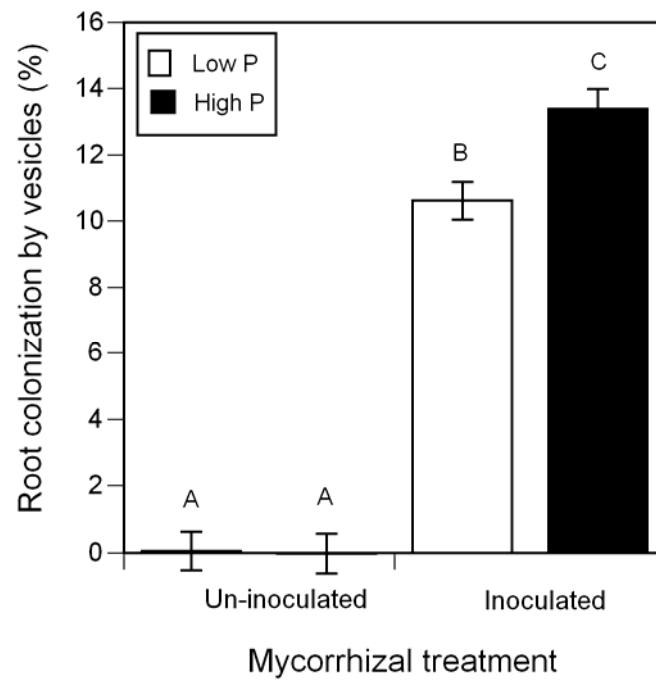 Root colonization by vesicles (%)
16
14
12
10
8
6
4
2
0
Low P
High P
A
A
B
C
Un-inoculated
Inoculated
Mycorrhizal treatment